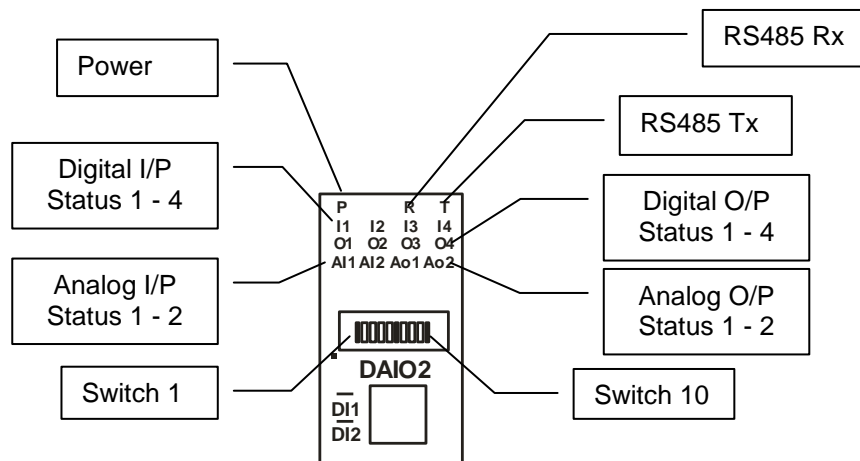 RS485 Rx
Power
RS485 Tx
Digital I/P
Status 1 - 4
Digital O/P
Status 1 - 4
P R T
I1 I2 I3 I4
O1 O2 O3 O4
AI1 AI2 Ao1 Ao2
Analog I/P
Status 1 - 2
Analog O/P
Status 1 - 2
Switch 1
DAIO2
Switch 10
DI1
DI2